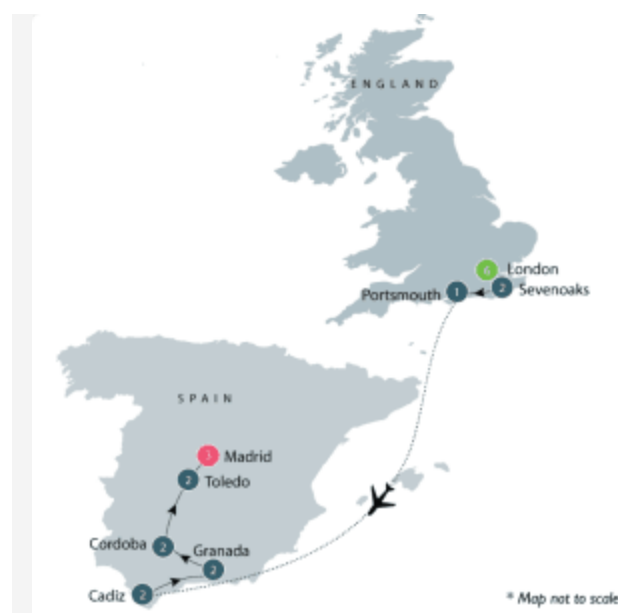 ENGLAND
6 London
Portsmouth 1 2 Sevenoaks
SPAIN
3 Madrid
2 Toledo
Cordoba 2
Granada
2
Cadiz 2
* Map not to scale